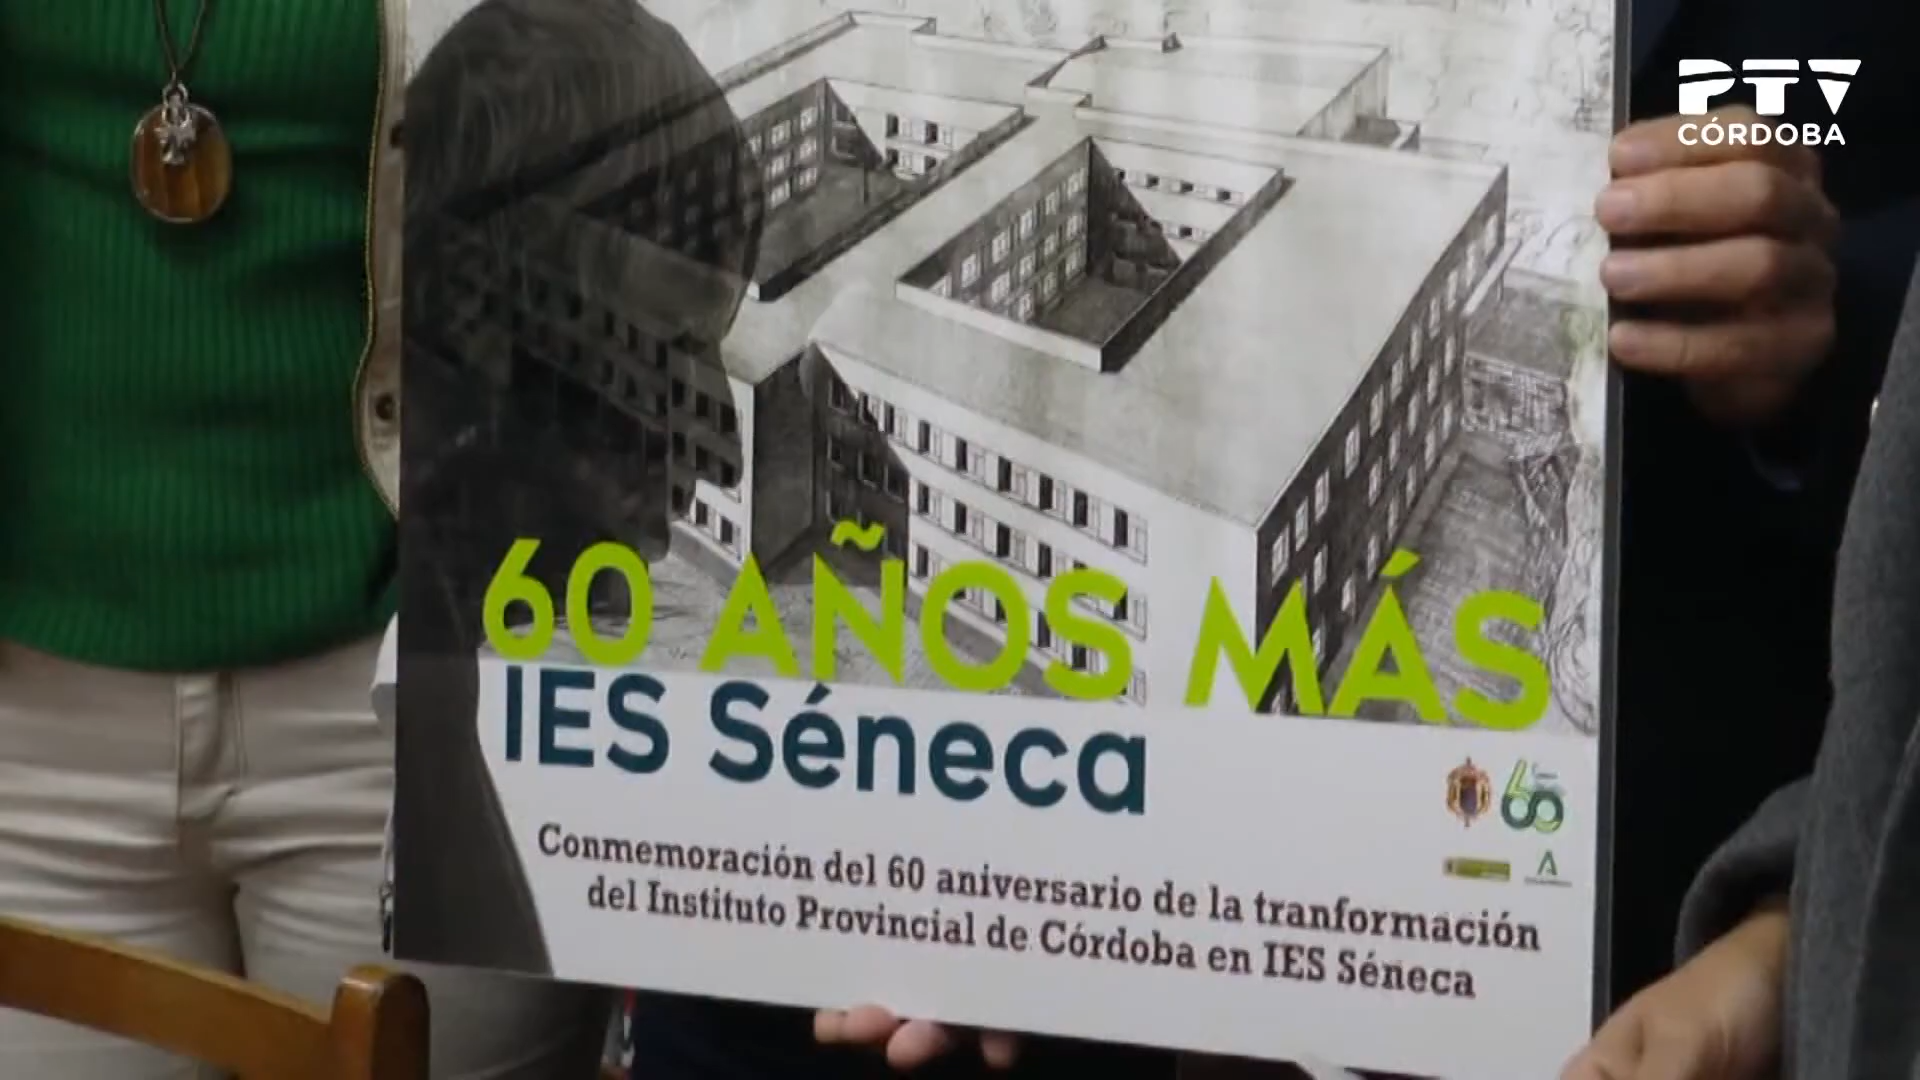 PTV
CÓRDOBA
60 AÑOS MÁS
IES Séneca
60
Conmemoración del 60 aniversario de la tranformación
del Instituto Provincial de Córdoba en IES Séneca